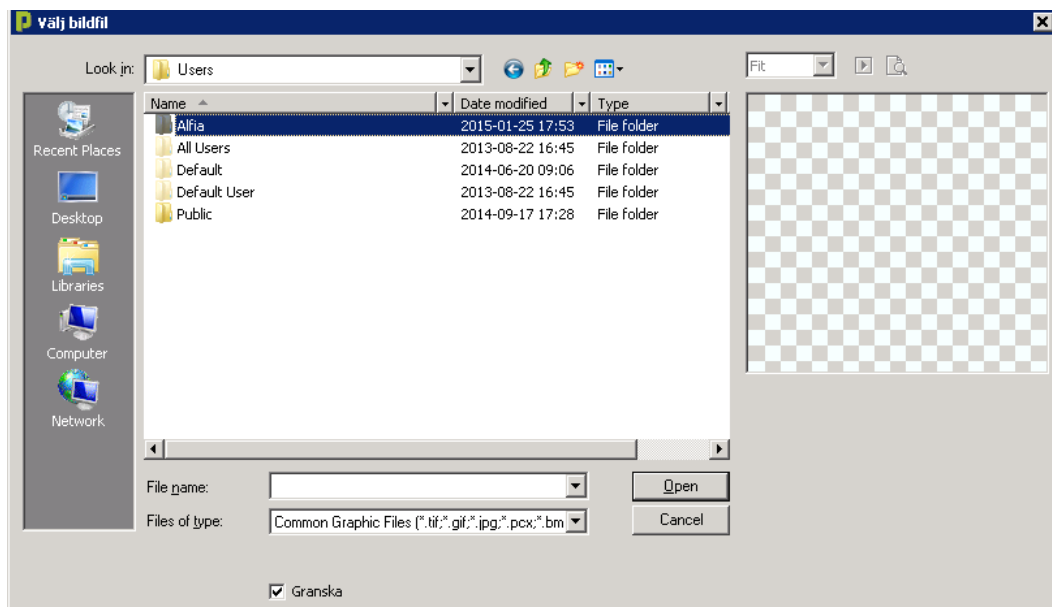 Välj bildfil
Look in: Users
Fit
Name Date modified Type
Alfia 2015-01-25 17:53 File folder
All Users 2013-08-22 16:45 File folder
Default 2014-06-20 09:06 File folder
Default User 2013-08-22 16:45 File folder
Public 2014-09-17 17:28 File folder
Recent Places
Desktop
Libraries
Computer
Network
File name:
Open
Files of type: Common Graphic Files (*.tif;*.gif;*.jpg;*.pcx;*.bm
Cancel
Granska